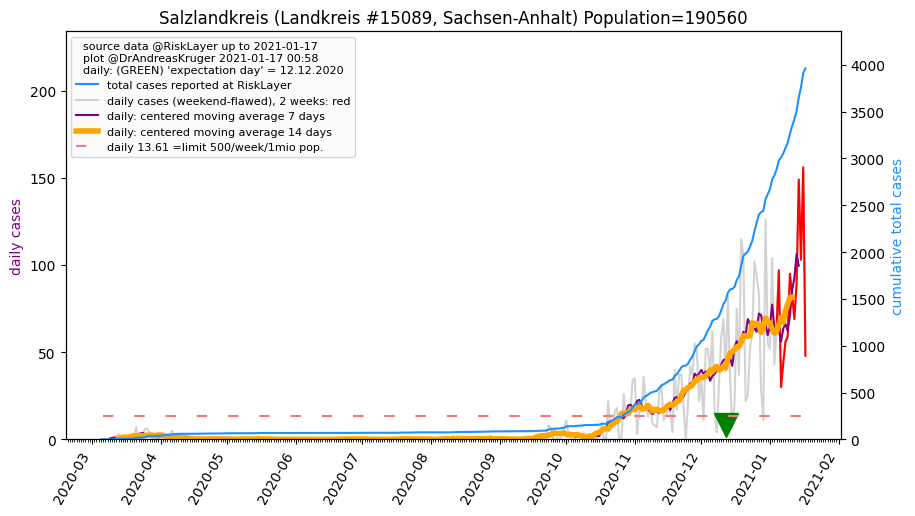 Salzlandkreis (Landkreis #15089, Sachsen-Anhalt) Population=190560
source data @RiskLayer up to 2021-01-17
plot @DrAndreasKruger 2021-01-17 00:58
daily: (GREEN) 'expectation day' = 12.12.2020
total cases reported at RiskLayer
daily cases (weekend-flawed), 2 weeks: red
daily: centered moving average 7 days
daily: centered moving average 14 days
daily 13.61 =limit 500/week/1mio pop.
daily cases
200
150
100
50
0
cumulative total cases
4000
3500
3000
2500
2000
1500
1000
500
0
2020-03
2020-04
2020-05
2020-06
2020-07
2020-08
2020-09
2020-10
2020-11
2020-12
2021-01
2021-02